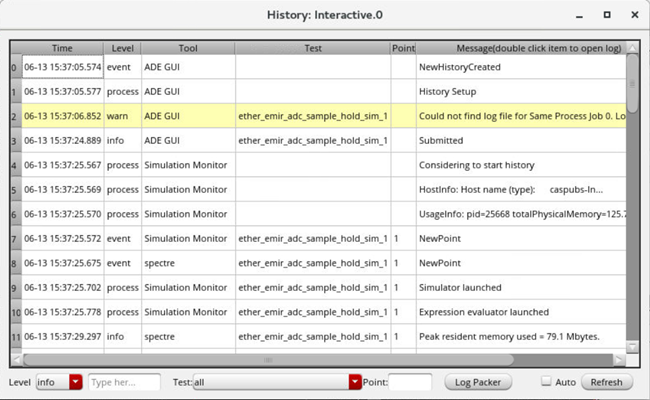 History: Interactive.0
Time Level Tool Test Point Message(double click item to open log)
0 06-13 15:37:05.574 event ADE GUI NewHistoryCreated
1 06-13 15:37:05.577 process ADE GUI History Setup
2 06-13 15:37:06.852 warn ADE GUI ether_emir_adc_sample_hold_sim_1 Could not find log file for Same Process Job 0. Lo
3 06-13 15:37:24.889 info ADE GUI ether_emir_adc_sample_hold_sim_1 Submitted
4 06-13 15:37:25.567 process Simulation Monitor Considering to start history
5 06-13 15:37:25.569 process Simulation Monitor HostInfo: Host name (type): caspubs-ln...
6 06-13 15:37:25.570 process Simulation Monitor UsageInfo: pid=25668 totalPhysicalMemory=125.7
7 06-13 15:37:25.572 event Simulation Monitor ether_emir_adc_sample_hold_sim_1 1 NewPoint
8 06-13 15:37:25.675 event spectre ether_emir_adc_sample_hold_sim_1 1 NewPoint
9 06-13 15:37:25.702 process Simulation Monitor ether_emir_adc_sample_hold_sim_1 1 Simulator launched
10 06-13 15:37:25.778 process Simulation Monitor ether_emir_adc_sample_hold_sim_1 1 Expression evaluator launched
11 06-13 15:37:29.297 info spectre ether_emir_adc_sample_hold_sim_1 1 Peak resident memory used = 79.1 Mbytes.
Level info Type her... Test: all Point: Log Packer Auto Refresh